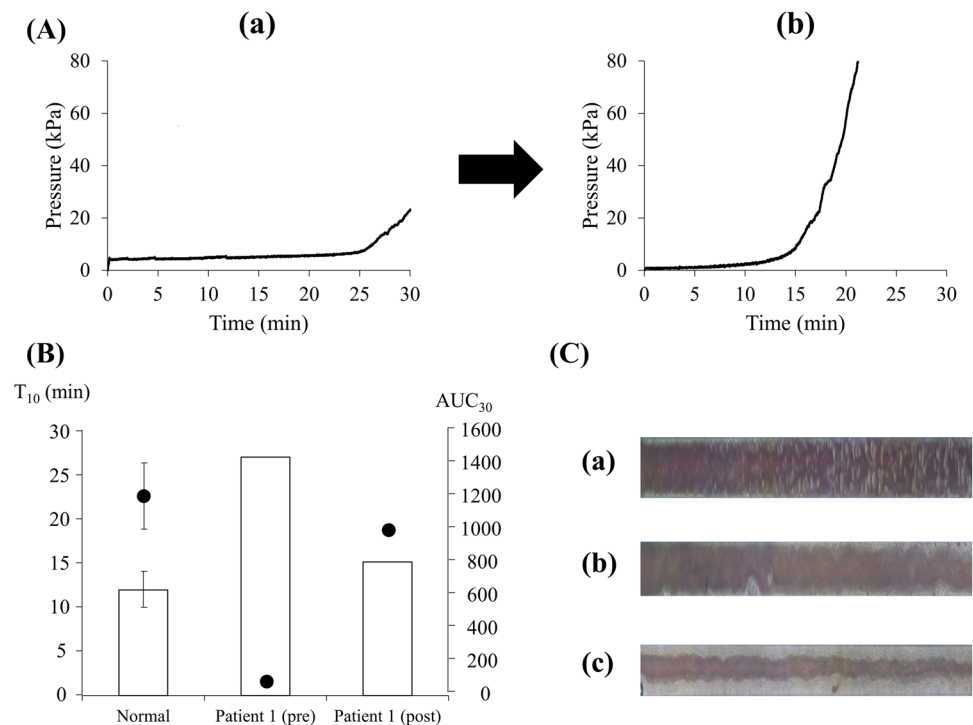 (A)
(a)
(b)
Pressure (kPa)
80
60
40
20
0
0 5 10 15 20 25 30
Time (min)
Pressure (kPa)
80
60
40
20
0
0 5 10 15 20 25 30
Time (min)
(B)
T10 (min)
AUC30
30
25
20
15
10
5
0
1600
1400
1200
1000
800
600
400
200
0
Normal Patient 1 (pre) Patient 1 (post)
(C)
(a)
(b)
(c)